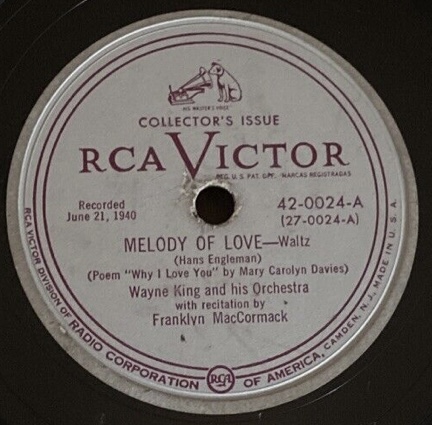 HIS MASTER'S VOICE
COLLECTOR'S ISSUE
RCA VICTOR
REG. U. S. PAT. OFF. MARCAS REGISTRADAS
Recorded
June 21, 1940
42-0024-A
(27-0024-A)
MELODY OF LOVE—Waltz
(Hans Engleman)
(Poem "Why I Love You" by Mary Carolyn Davies)
Wayne King and his Orchestra
with recitation by
Franklyn MacCormack
RCA VICTOR DIVISION OF RADIO CORPORATION RCA OF AMERICA, CAMDEN, N. J. MADE IN U. S. A.